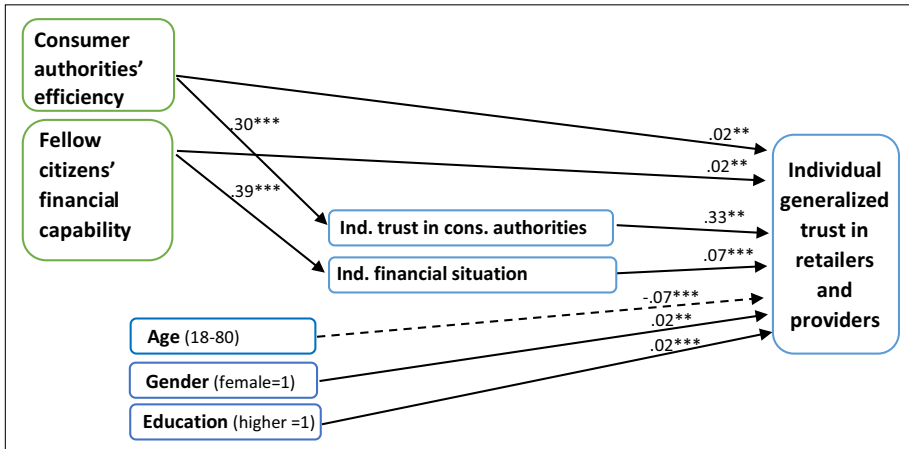 Consumer
authorities’
efficiency
Fellow
citizens’
financial
capability
.30***
.39***
.02**
.02**
Ind. trust in cons. authorities
.33**
Ind. financial situation
.07***
Individual
generalized
trust in
retailers
and
providers
Age (18-80)
-.07***
Gender (female=1)
.02**
Education (higher =1)
.02***